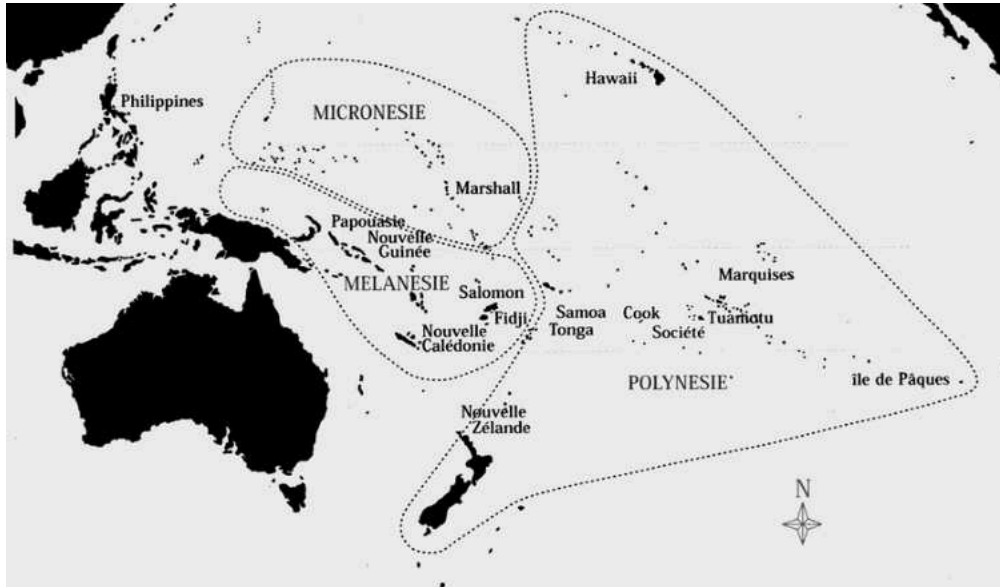 Hawaii
Philippines
MICRONESIE
Marshall
Papouasie
Nouvelle
Guinée
Marquises
MELANESIE
Salomon
Samoa
Cook
Tuamotu
Fidji
Tonga
Société
Nouvelle
Calédonie
POLYNESIE
île de Pâques
Nouvelle
Zélande
N